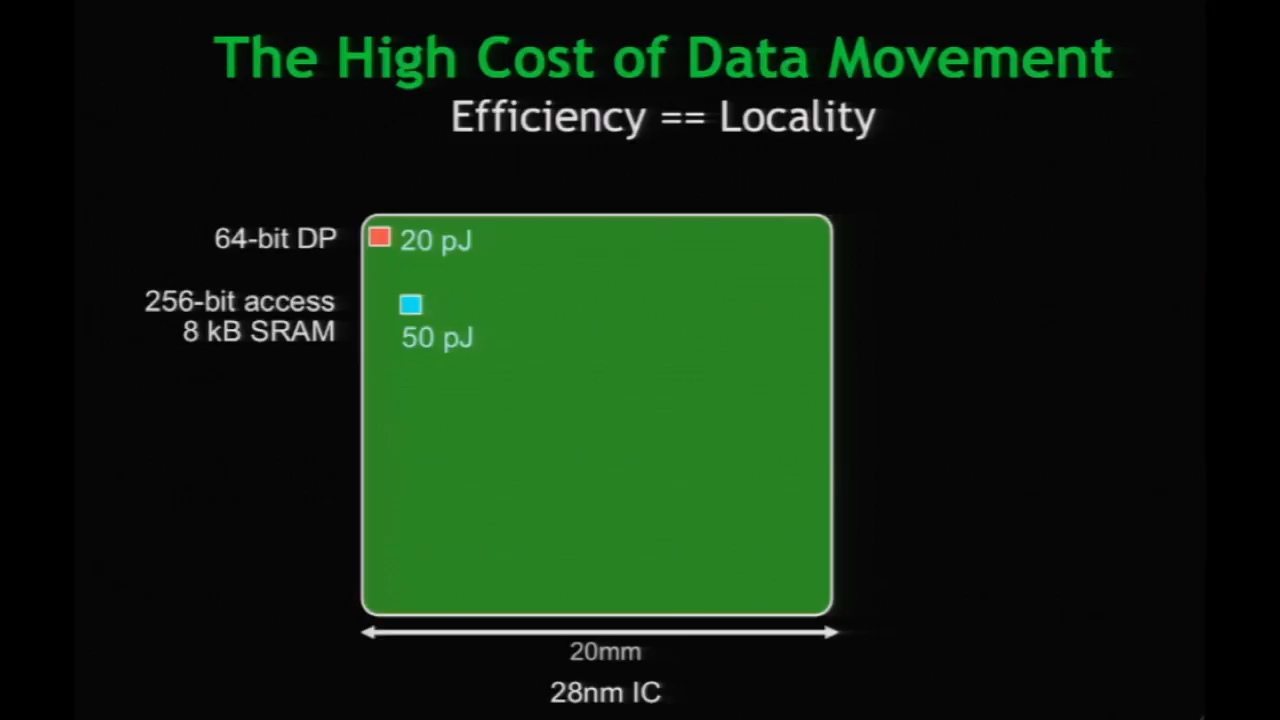 The High Cost of Data Movement
Efficiency == Locality
64-bit DP
20 pJ
256-bit access
8 kB SRAM
50 pJ
20mm
28nm IC